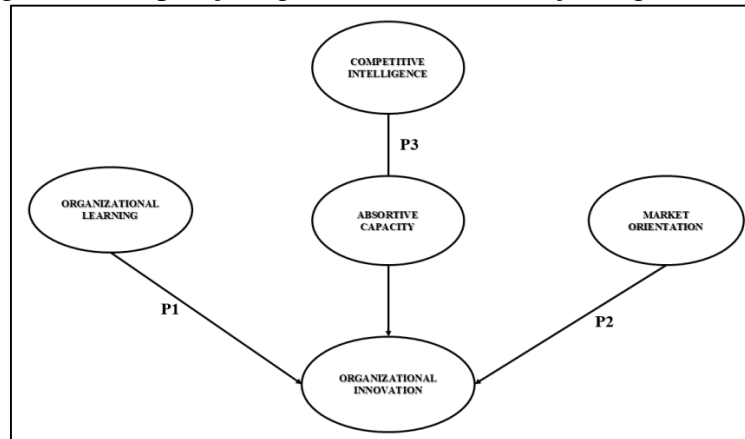 COMPETITIVE
INTELLIGENCE
P3
ORGANIZATIONAL
LEARNING
ABSORTIVE
CAPACITY
MARKET
ORIENTATION
P1
P2
ORGANIZATIONAL
INNOVATION